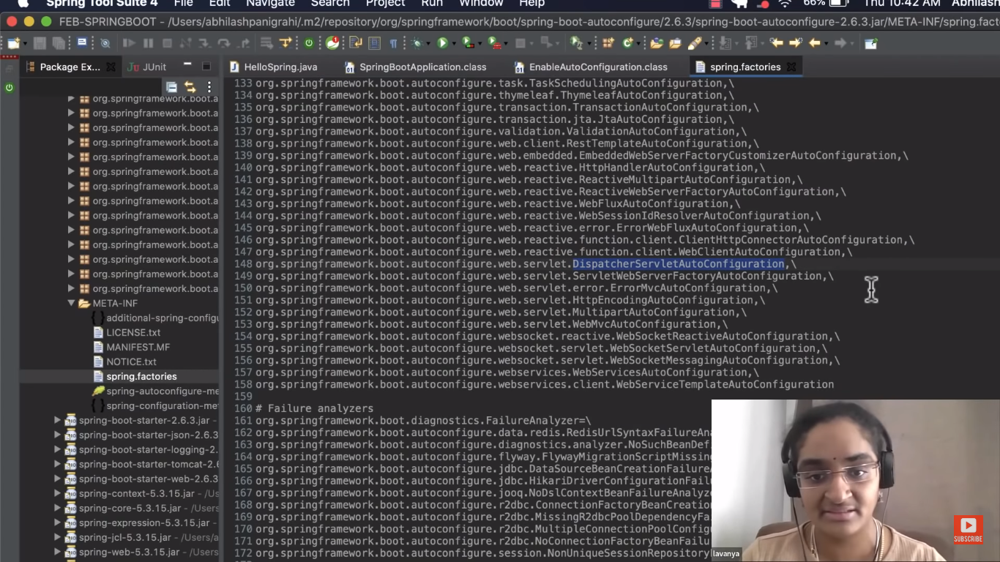 Spring Tool Suite 4 File Edit Navigate Search Project Run Window Help 66% Thu 10:42 AM Abhilash
FEB-SPRINGBOOT - /Users/abhilashpanigrahi/.m2/repository/org/springframework/boot/spring-boot-autoconfigure/2.6.3/spring-boot-autoconfigure-2.6.3.jar/META-INF/spring.facto
Package Ex... JUnit
HelloSpring.java SpringBootApplication.class EnableAutoConfiguration.class spring.factories
org.springframework.boot.a
org.springframework.boot.a
org.springframework.boot.a
org.springframework.boot.a
org.springframework.boot.a
org.springframework.boot.a
org.springframework.boot.a
org.springframework.boot.a
org.springframework.boot.a
org.springframework.boot.a
org.springframework.boot.a
org.springframework.boot.a
org.springframework.boot.a
org.springframework.boot.a
META-INF
additional-spring-configu
LICENSE.txt
MANIFEST.MF
NOTICE.txt
spring.factories
spring-autoconfigure-me
spring-configuration-met
spring-boot-starter-2.6.3.jar -
spring-boot-starter-json-2.6.3
spring-boot-starter-logging-2.
spring-boot-starter-tomcat-2.6
spring-boot-starter-web-2.6.3
spring-context-5.3.15.jar - /Us
spring-core-5.3.15.jar - /Users
spring-expression-5.3.15.jar -
spring-jcl-5.3.15.jar - /Users/a
spring-web-5.3.15.jar - /Users
133 org.springframework.boot.autoconfigure.task.TaskSchedulingAutoConfiguration,\
134 org.springframework.boot.autoconfigure.thymeleaf.ThymeleafAutoConfiguration,\
135 org.springframework.boot.autoconfigure.transaction.TransactionAutoConfiguration,\
136 org.springframework.boot.autoconfigure.transaction.jta.JtaAutoConfiguration,\
137 org.springframework.boot.autoconfigure.validation.ValidationAutoConfiguration,\
138 org.springframework.boot.autoconfigure.web.client.RestTemplateAutoConfiguration,\
139 org.springframework.boot.autoconfigure.web.embedded.EmbeddedWebServerFactoryCustomizerAutoConfiguration,\
140 org.springframework.boot.autoconfigure.web.reactive.HttpHandlerAutoConfiguration,\
141 org.springframework.boot.autoconfigure.web.reactive.ReactiveMultipartAutoConfiguration,\
142 org.springframework.boot.autoconfigure.web.reactive.ReactiveWebServerFactoryAutoConfiguration,\
143 org.springframework.boot.autoconfigure.web.reactive.WebFluxAutoConfiguration,\
144 org.springframework.boot.autoconfigure.web.reactive.WebSessionIdResolverAutoConfiguration,\
145 org.springframework.boot.autoconfigure.web.reactive.error.ErrorWebFluxAutoConfiguration,\
146 org.springframework.boot.autoconfigure.web.reactive.function.client.ClientHttpConnectorAutoConfiguration,\
147 org.springframework.boot.autoconfigure.web.reactive.function.client.WebClientAutoConfiguration,\
148 org.springframework.boot.autoconfigure.web.servlet.DispatcherServletAutoConfiguration,\
149 org.springframework.boot.autoconfigure.web.servlet.ServletWebServerFactoryAutoConfiguration,\
150 org.springframework.boot.autoconfigure.web.servlet.error.ErrorMvcAutoConfiguration,\
151 org.springframework.boot.autoconfigure.web.servlet.HttpEncodingAutoConfiguration,\
152 org.springframework.boot.autoconfigure.web.servlet.MultipartAutoConfiguration,\
153 org.springframework.boot.autoconfigure.web.servlet.WebMvcAutoConfiguration,\
154 org.springframework.boot.autoconfigure.websocket.reactive.WebSocketReactiveAutoConfiguration,\
155 org.springframework.boot.autoconfigure.websocket.servlet.WebSocketServletAutoConfiguration,\
156 org.springframework.boot.autoconfigure.websocket.servlet.WebSocketMessagingAutoConfiguration,\
157 org.springframework.boot.autoconfigure.webservices.WebServicesAutoConfiguration,\
158 org.springframework.boot.autoconfigure.webservices.client.WebServiceTemplateAutoConfiguration
159
160 # Failure analyzers
161 org.springframework.boot.diagnostics.FailureAnalyzer=\
162 org.springframework.boot.autoconfigure.data.redis.RedisUrlSyntaxFailureAna
163 org.springframework.boot.autoconfigure.diagnostics.analyzer.NoSuchBeanDefi
164 org.springframework.boot.autoconfigure.flyway.FlywayMigrationScriptMissing
165 org.springframework.boot.autoconfigure.jdbc.DataSourceBeanCreationFailureA
166 org.springframework.boot.autoconfigure.jdbc.HikariDriverConfigurationFailu
167 org.springframework.boot.autoconfigure.jooq.NoDslContextBeanFailureAnalyze
168 org.springframework.boot.autoconfigure.r2dbc.ConnectionFactoryBeanCreation
169 org.springframework.boot.autoconfigure.r2dbc.MissingR2dbcPoolDependencyFa
170 org.springframework.boot.autoconfigure.r2dbc.MultipleConnectionPoolConfig
171 org.springframework.boot.autoconfigure.r2dbc.NoConnectionFactoryBeanFailu
172 org.springframework.boot.autoconfigure.session.NonUniqueSessionRepository
lavanya
SUBSCRIBE